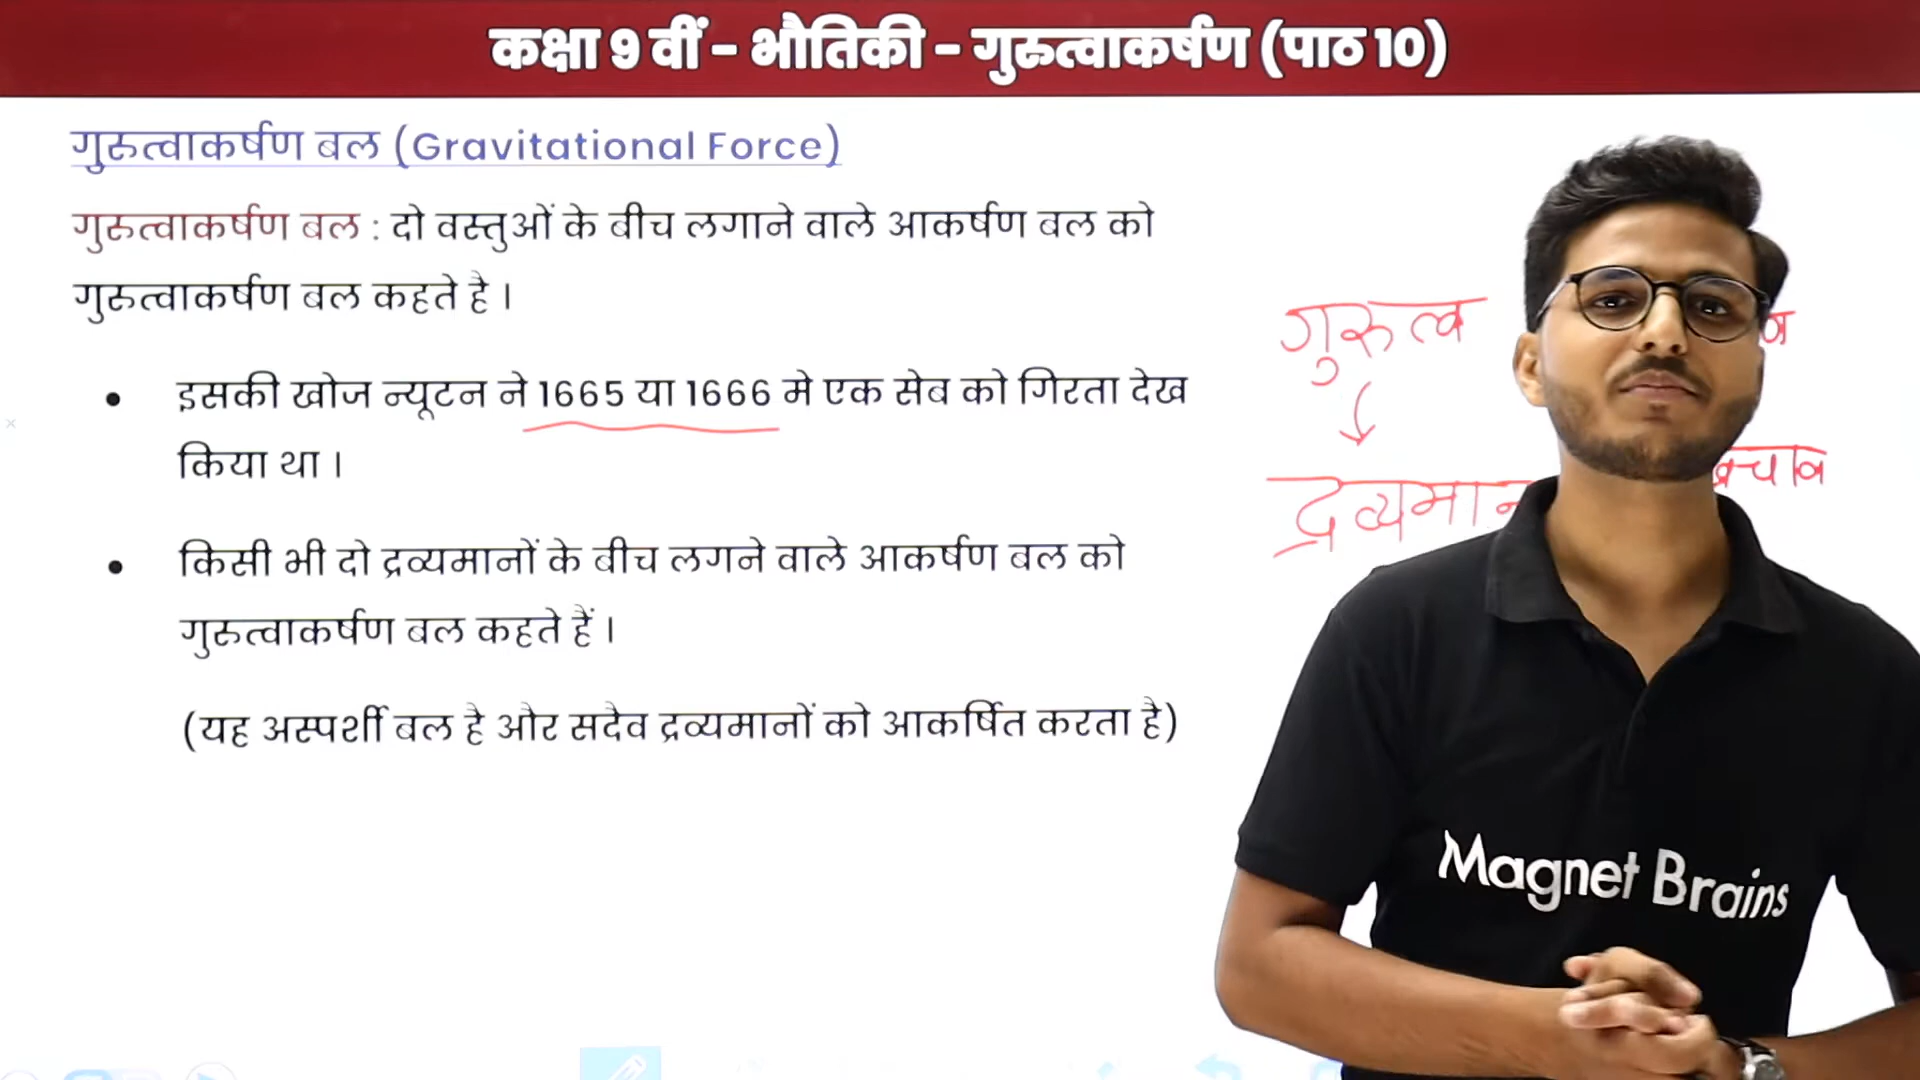 कक्षा 9 वीं - भौतिकी - गुरुत्वाकर्षण (पाठ 10)
गुरुत्वाकर्षण बल (Gravitational Force)
गुरुत्वाकर्षण बल : दो वस्तुओं के बीच लगाने वाले आकर्षण बल को
गुरुत्वाकर्षण बल कहते है ।
गुरुत्व
इसकी खोज न्यूटन ने 1665 या 1666 मे एक सेब को गिरता देख
किया था ।
द्रव्यमान
किसी भी दो द्रव्यमानों के बीच लगने वाले आकर्षण बल को
गुरुत्वाकर्षण बल कहते हैं ।
(यह अस्पर्शी बल है और सदैव द्रव्यमानों को आकर्षित करता है)
Magnet Brains